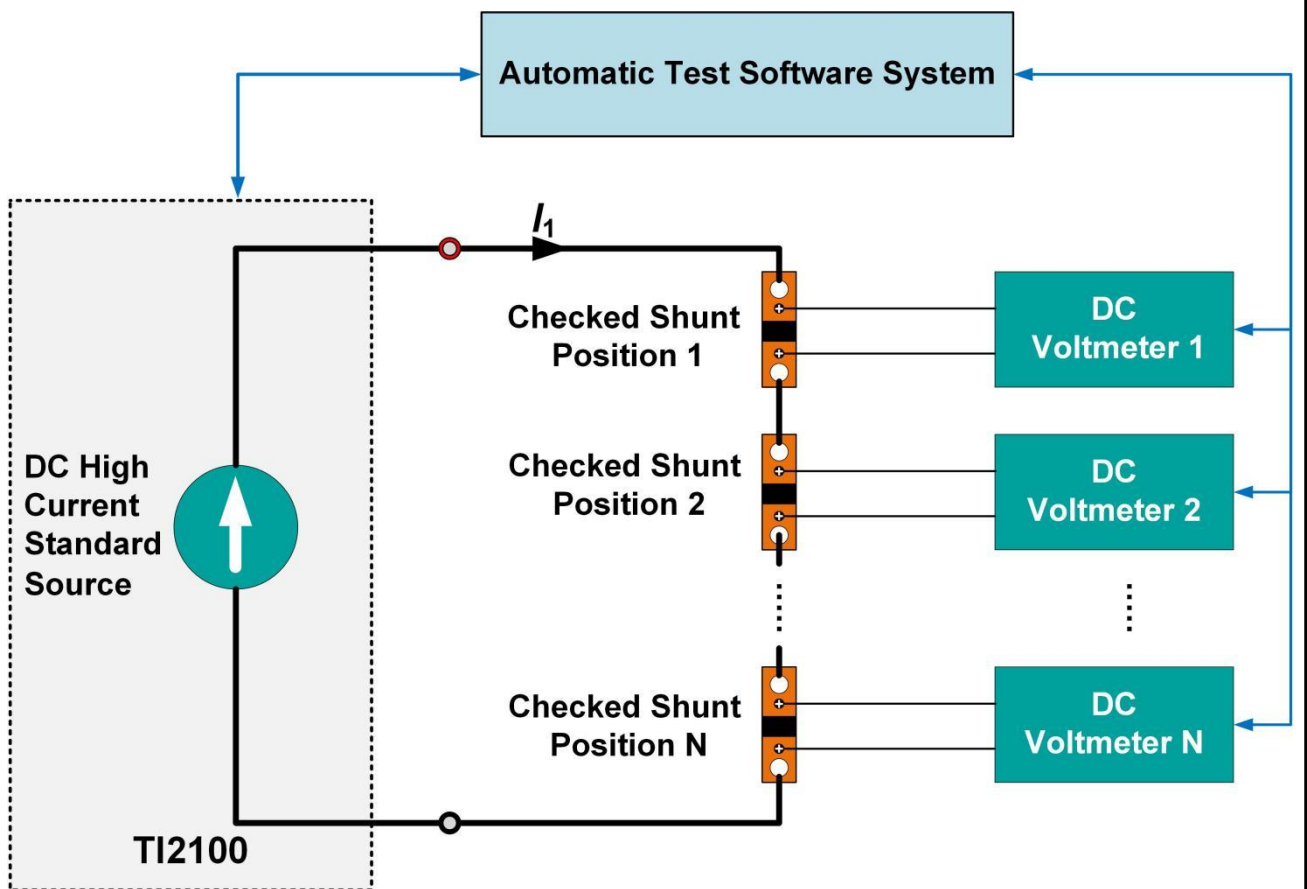 Automatic Test Software System
I1
Checked Shunt
Position 1
DC
Voltmeter 1
DC High
Current
Standard
Source
Checked Shunt
Position 2
DC
Voltmeter 2
Checked Shunt
Position N
DC
Voltmeter N
TI2100